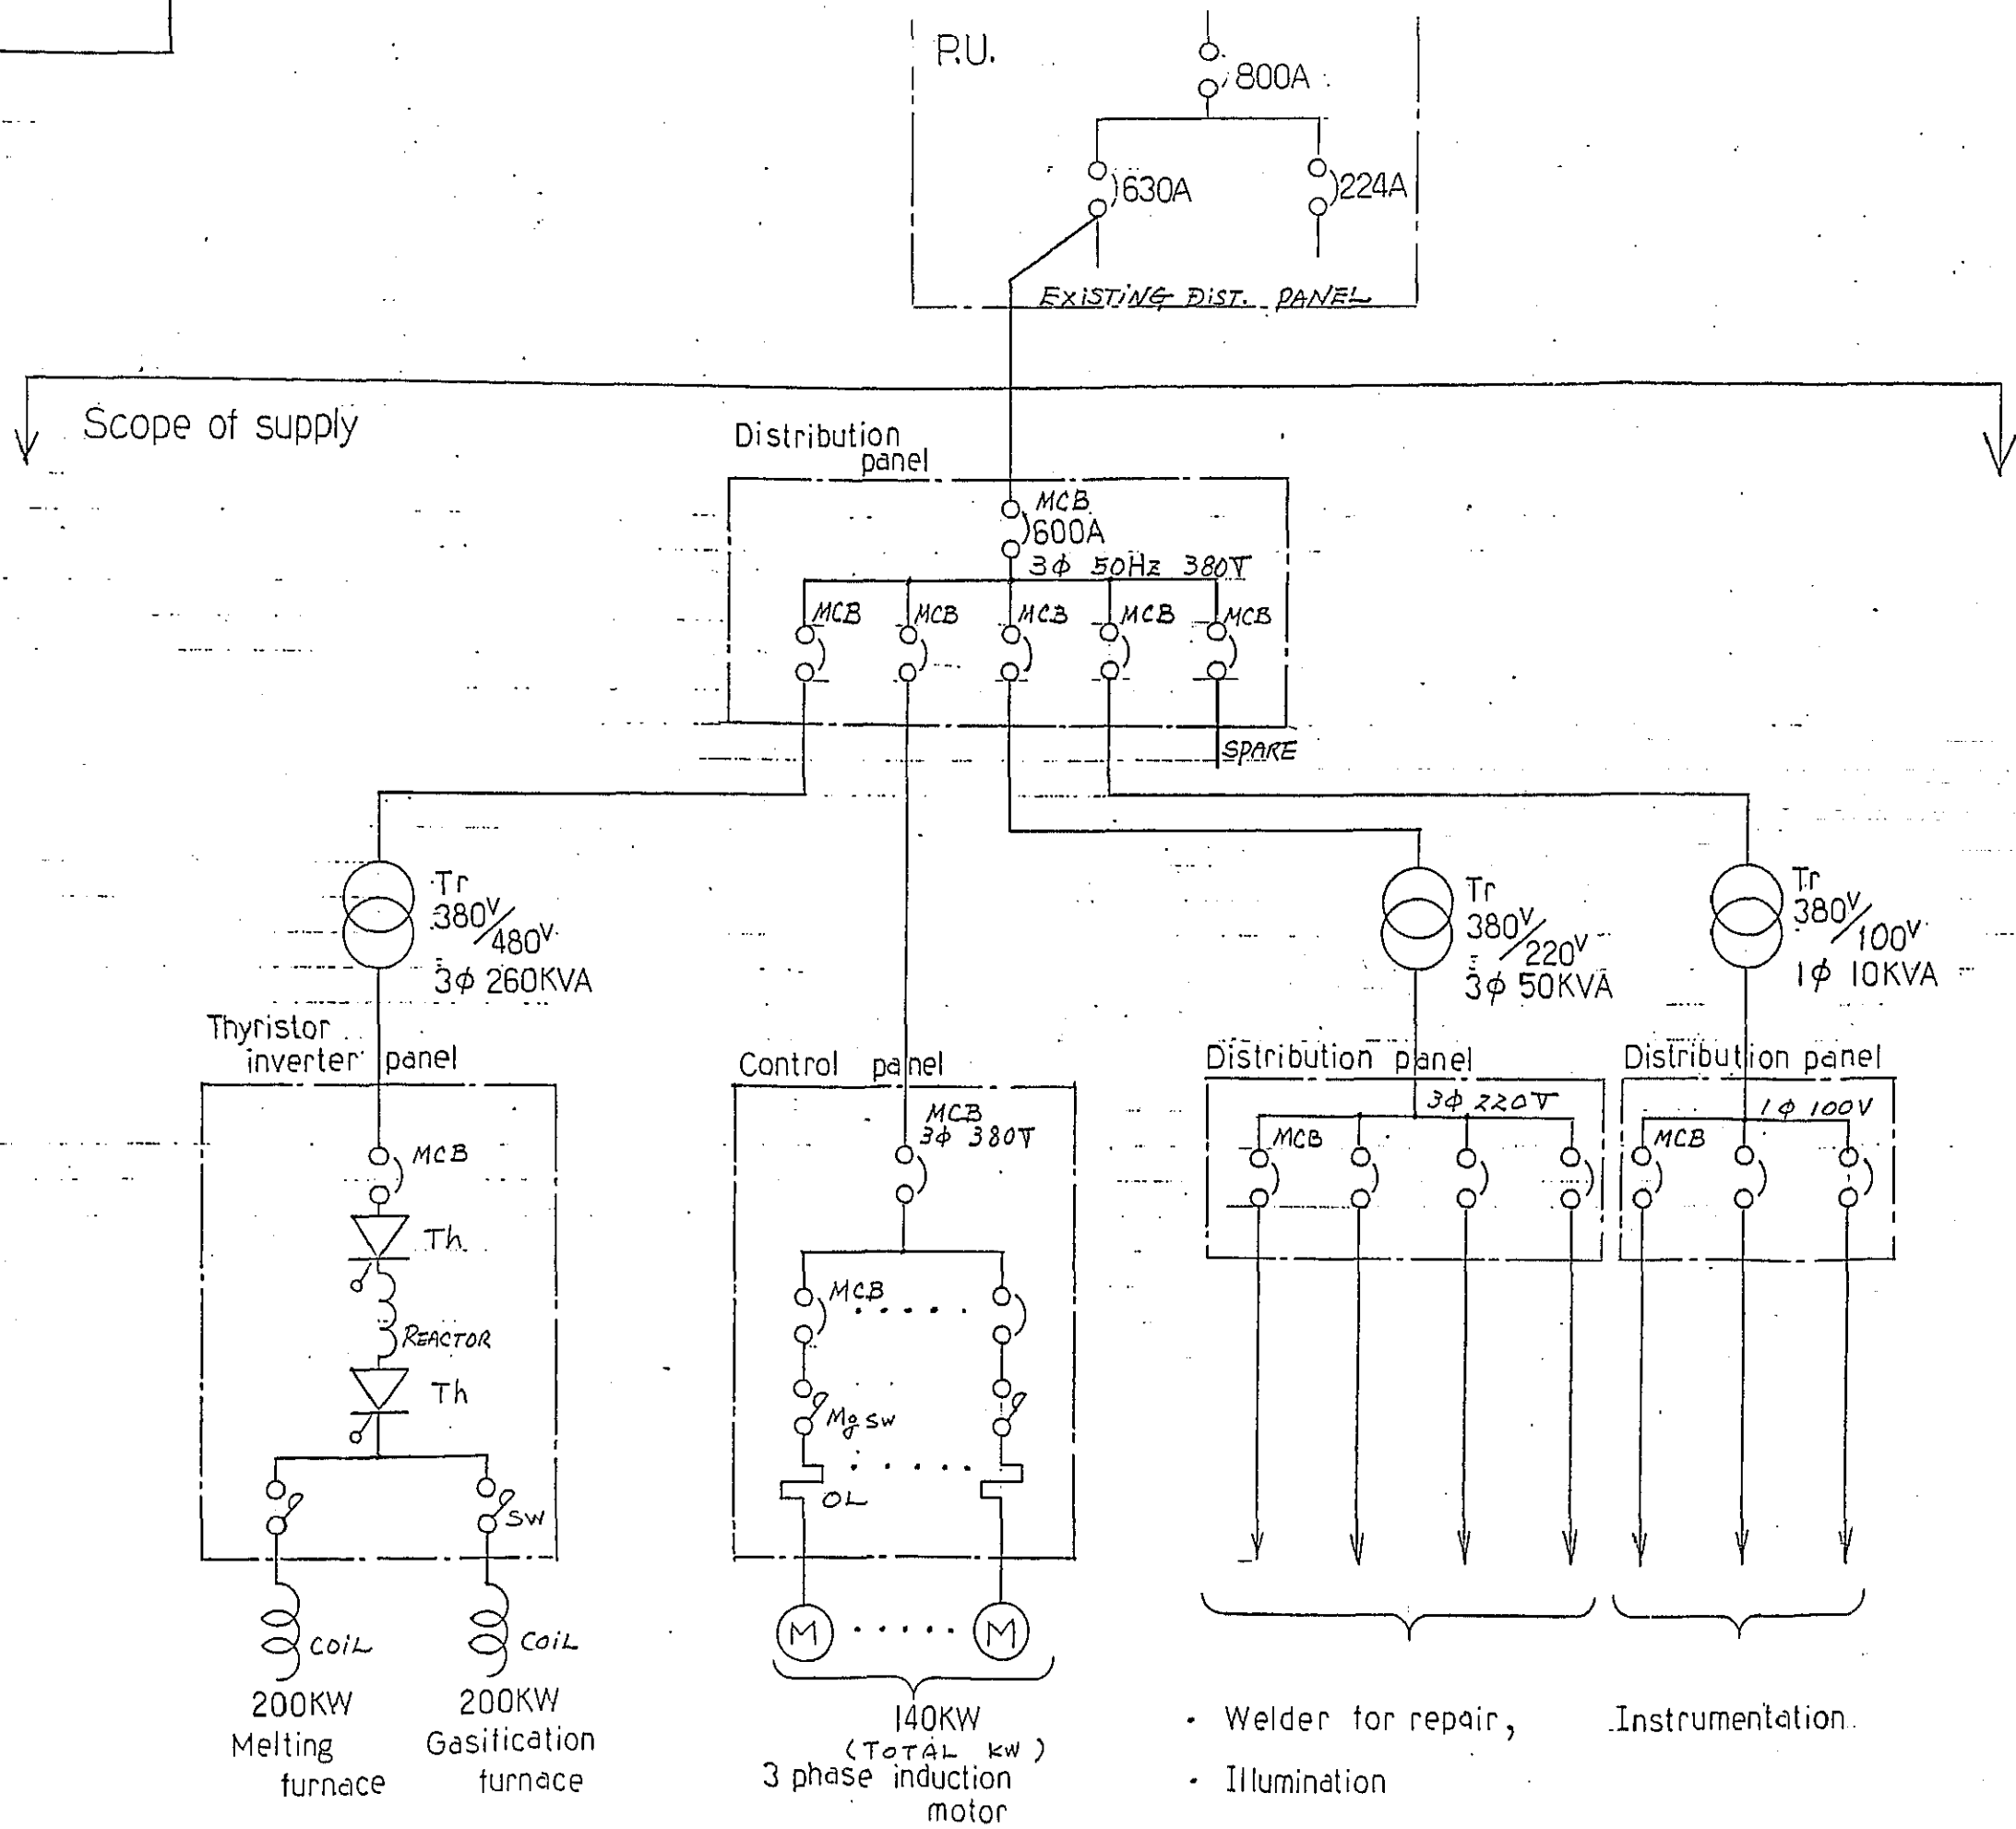 P.U.
800A
630A
224A
EXISTING DIST. PANEL
Scope of supply
Distribution
panel
MCB
600A
3φ 50Hz 380V
MCB
MCB
MCB
MCB
MCB
SPARE
Tr
380V/480V
3φ 260KVA
Tr
380V/220V
3φ 50KVA
Tr
380V/100V
1φ 10KVA
Thyristor
inverter panel
MCB
Th
REACTOR
Th
SW
COIL
COIL
200KW
Melting
furnace
200KW
Gasification
furnace
Control panel
MCB
3φ 380V
MCB
Mg SW
OL
M
M
140KW
(TOTAL KW)
3 phase induction
motor
Distribution panel
3φ 220V
MCB
Distribution panel
1φ 100V
MCB
· Welder for repair,
· Illumination
Instrumentation